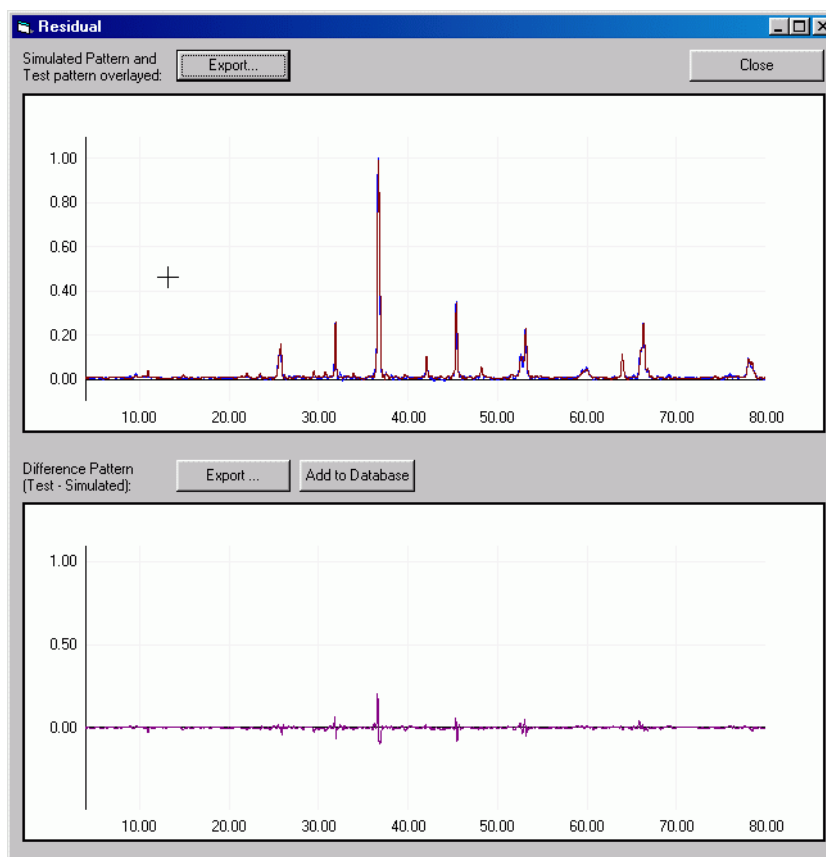 Residual
Simulated Pattern and
Test pattern overlayed:
Export...
Close
1.00
0.80
0.60
0.40
0.20
0.00
10.00 20.00 30.00 40.00 50.00 60.00 70.00 80.00
Difference Pattern
(Test - Simulated):
Export ...
Add to Database
1.00
0.50
0.00
10.00 20.00 30.00 40.00 50.00 60.00 70.00 80.00